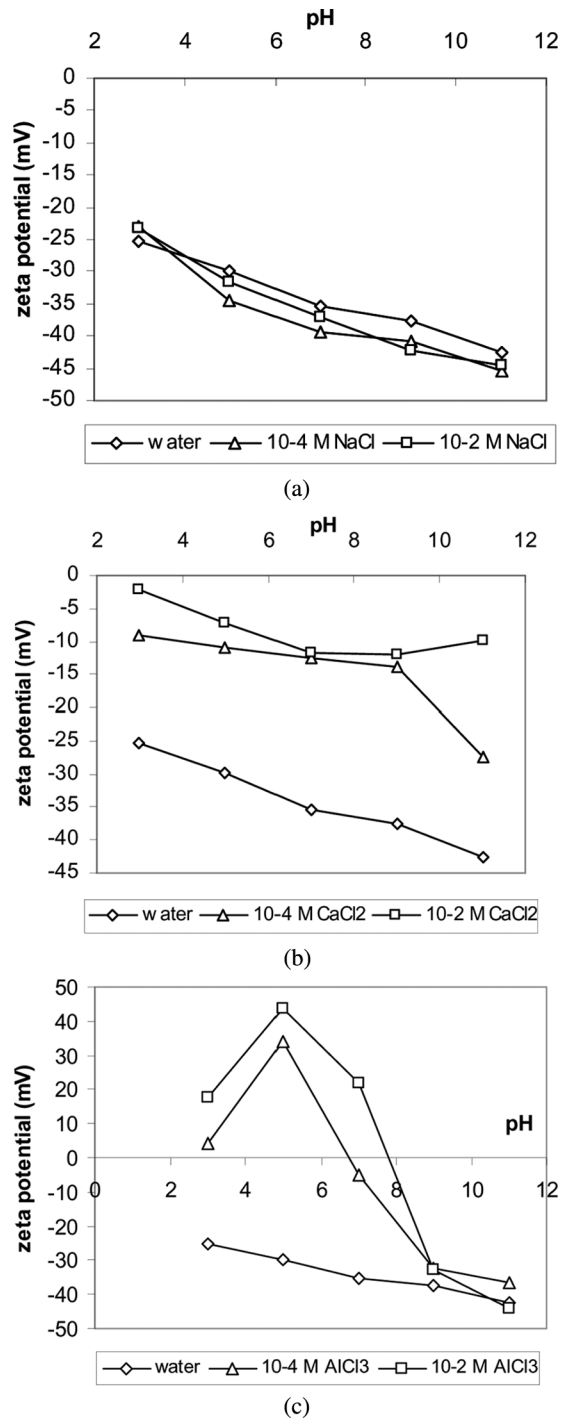 pH
2 4 6 8 10 12
0
-5
-10
-15
-20
-25
-30
-35
-40
-45
-50
zeta potential (mV)
water 10-4 M NaCl 10-2 M NaCl
(a)
pH
2 4 6 8 10 12
0
-5
-10
-15
-20
-25
-30
-35
-40
-45
zeta potential (mV)
water 10-4 M CaCl2 10-2 M CaCl2
(b)
50
40
30
20
10
0
-10
-20
-30
-40
-50
zeta potential (mV)
pH
0 2 4 6 8 10 12
water 10-4 M AlCl3 10-2 M AlCl3
(c)